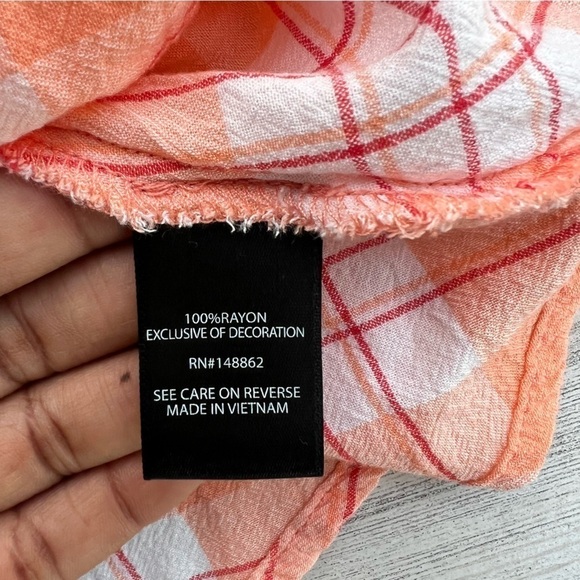 100%RAYON
EXCLUSIVE OF DECORATION
RN#148862
SEE CARE ON REVERSE
MADE IN VIETNAM